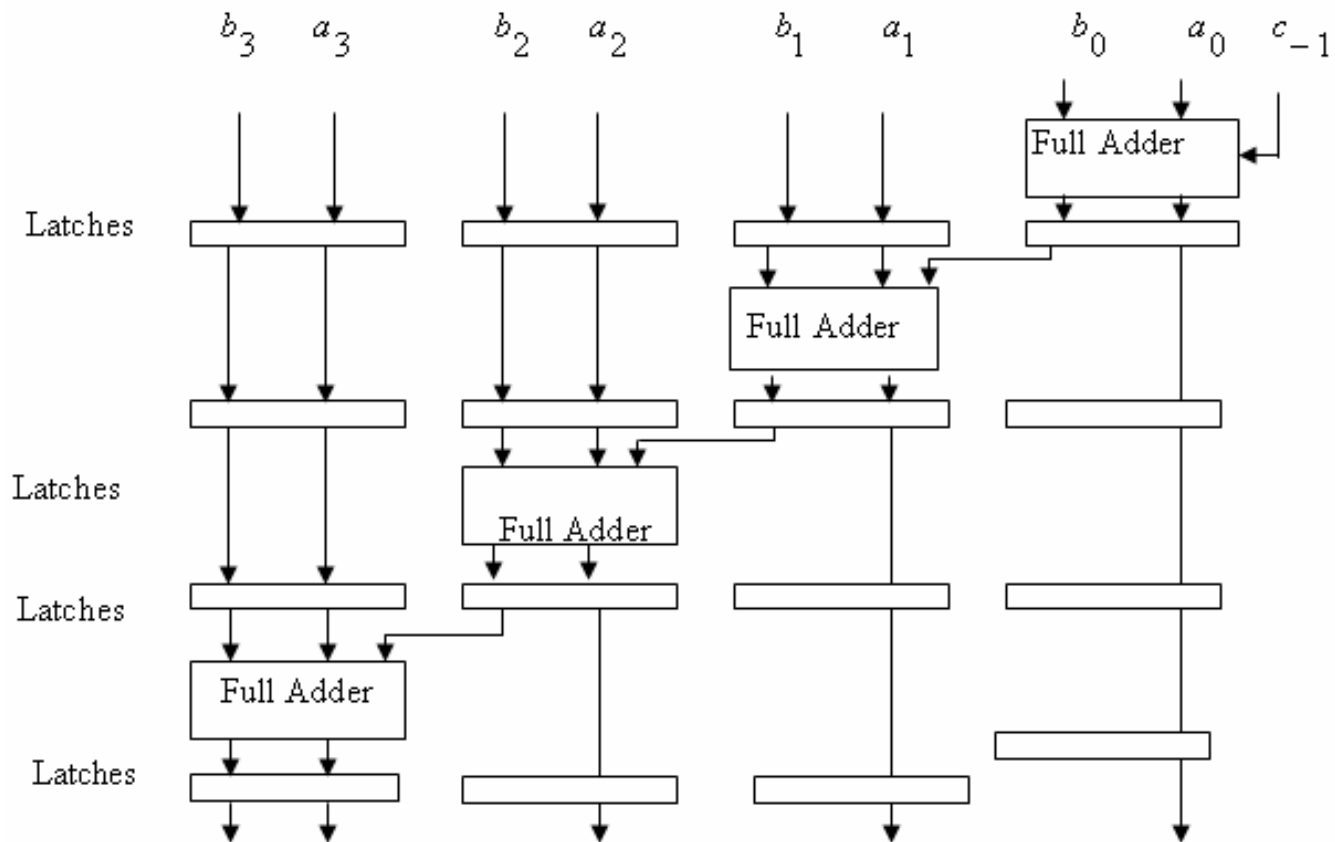 b₃ a₃ b₂ a₂ b₁ a₁ b₀ a₀ c₋₁
Full Adder
Latches
Full Adder
Latches
Full Adder
Latches
Full Adder
Latches